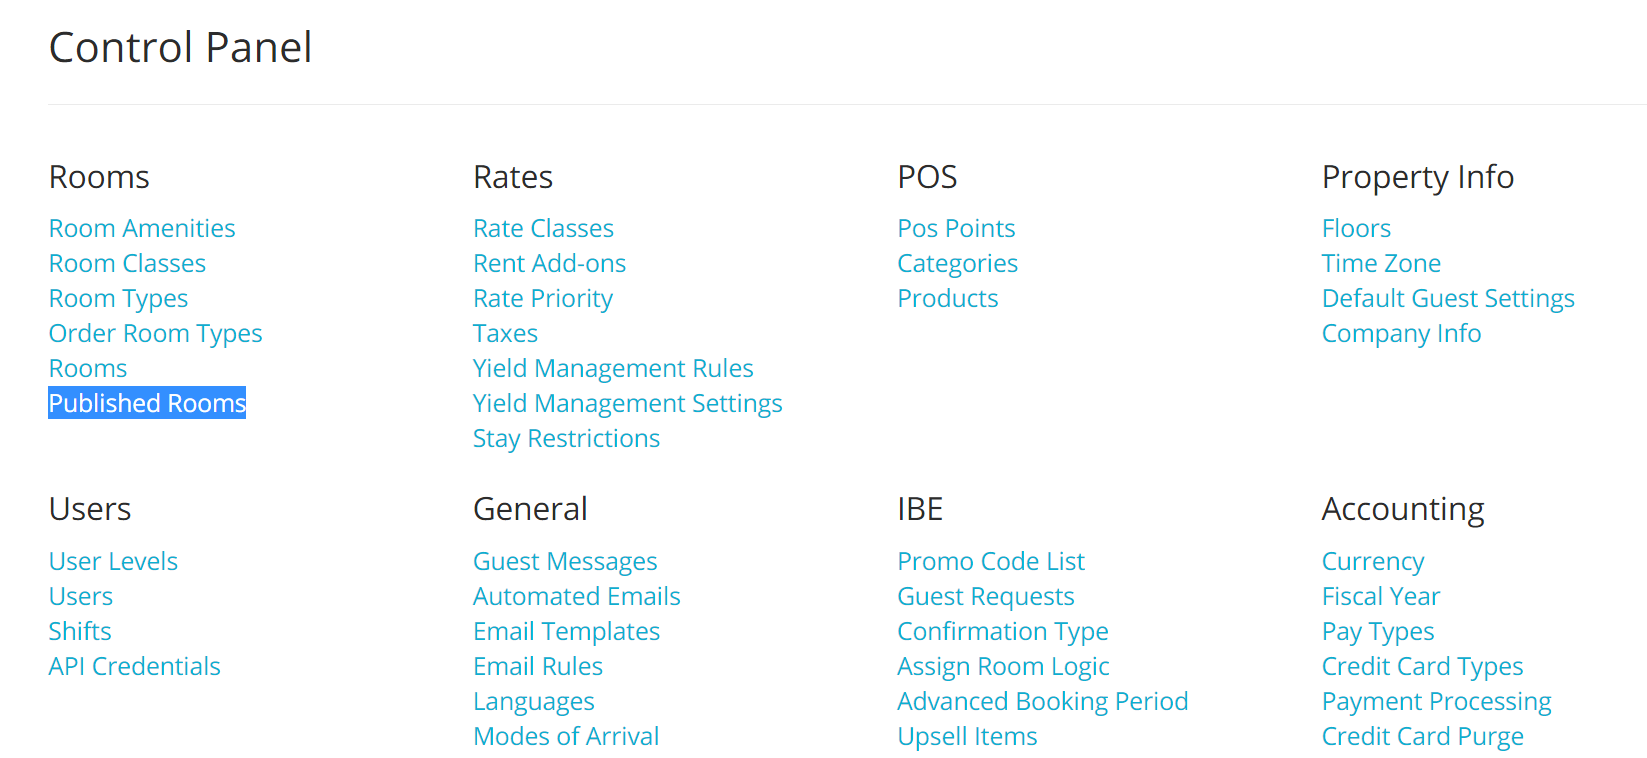 Control Panel
Rooms
Room Amenities
Room Classes
Room Types
Order Room Types
Rooms
Published Rooms
Rates
Rate Classes
Rent Add-ons
Rate Priority
Taxes
Yield Management Rules
Yield Management Settings
Stay Restrictions
POS
Pos Points
Categories
Products
Property Info
Floors
Time Zone
Default Guest Settings
Company Info
Users
User Levels
Users
Shifts
API Credentials
General
Guest Messages
Automated Emails
Email Templates
Email Rules
Languages
Modes of Arrival
IBE
Promo Code List
Guest Requests
Confirmation Type
Assign Room Logic
Advanced Booking Period
Upsell Items
Accounting
Currency
Fiscal Year
Pay Types
Credit Card Types
Payment Processing
Credit Card Purge